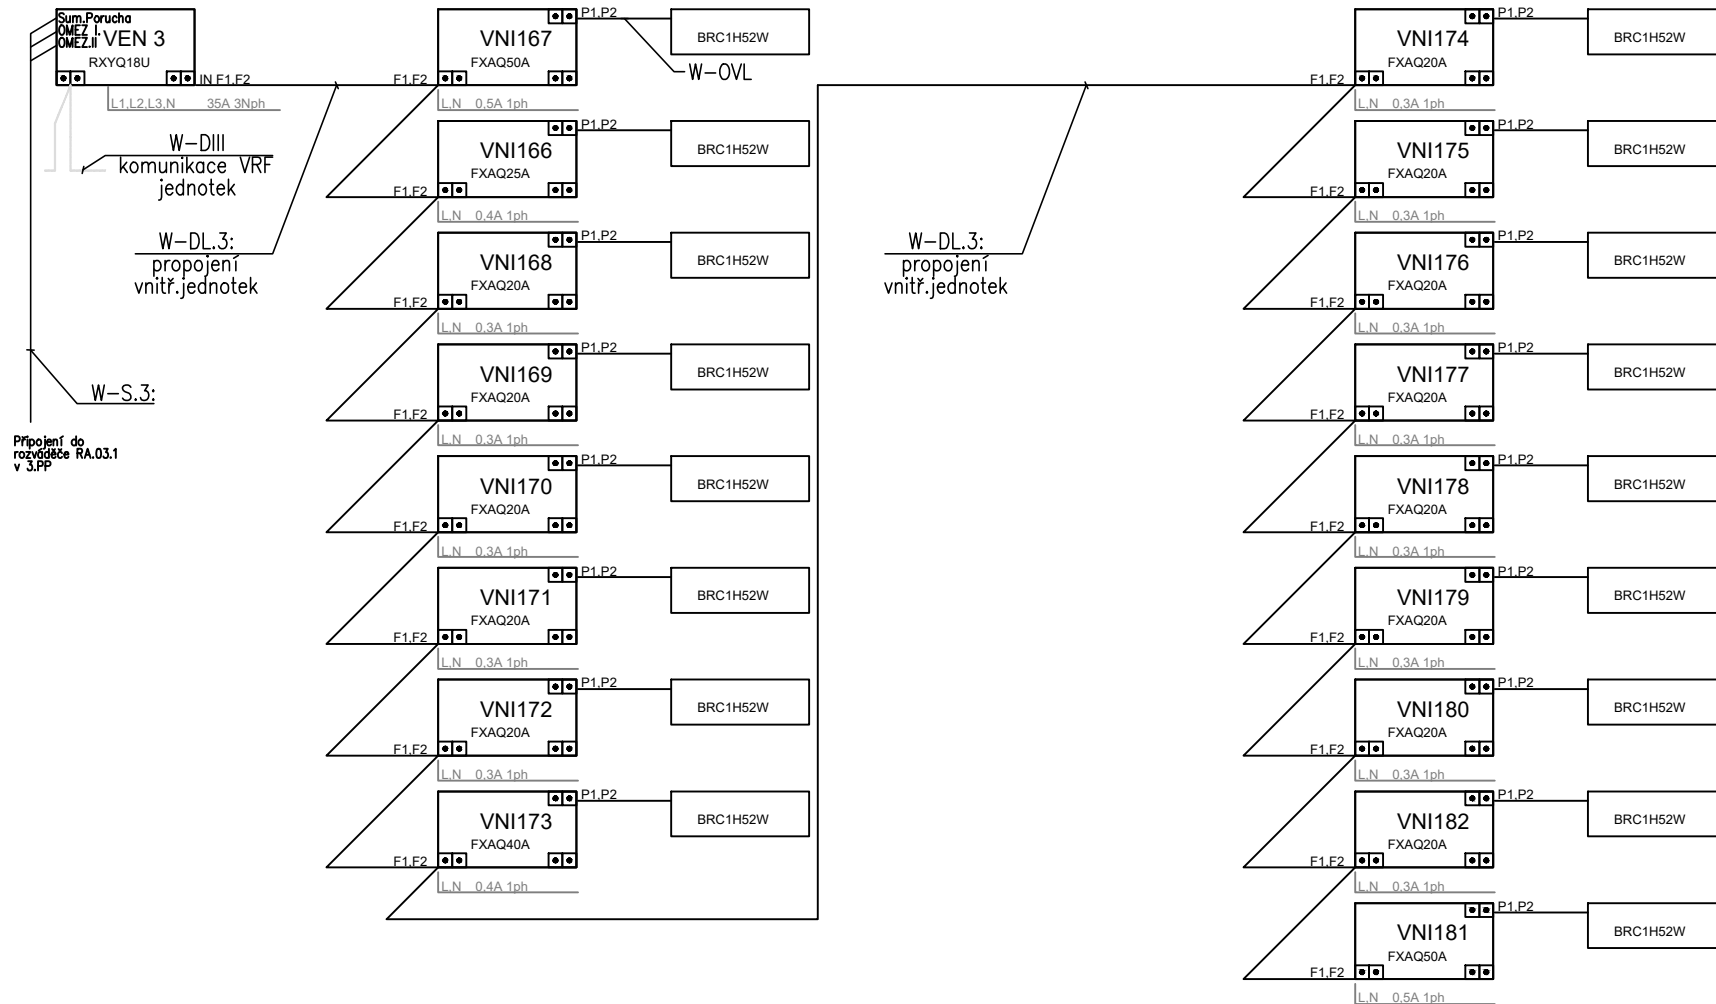 Sum.Porucha
OMEZ I.
OMEZ.II
VEN 3
RXYQ18U
IN F1,F2
L1,L2,L3,N 35A 3Nph
W-DIII
komunikace VRF
jednotek
W-DL.3:
propojení
vnitř.jednotek
W-S.3:
Připojení do
rozváděče RA.03.1
v 3.PP
P1,P2
VNI167
FXAQ50A
F1,F2
L,N 0,5A 1ph
BRC1H52W
W-OVL
P1,P2
VNI166
FXAQ25A
F1,F2
L,N 0,4A 1ph
BRC1H52W
P1,P2
VNI168
FXAQ20A
F1,F2
L,N 0,3A 1ph
BRC1H52W
P1,P2
VNI169
FXAQ20A
F1,F2
L,N 0,3A 1ph
BRC1H52W
P1,P2
VNI170
FXAQ20A
F1,F2
L,N 0,3A 1ph
BRC1H52W
P1,P2
VNI171
FXAQ20A
F1,F2
L,N 0,3A 1ph
BRC1H52W
P1,P2
VNI172
FXAQ20A
F1,F2
L,N 0,3A 1ph
BRC1H52W
P1,P2
VNI173
FXAQ40A
F1,F2
L,N 0,4A 1ph
BRC1H52W
W-DL.3:
propojení
vnitř.jednotek
P1,P2
VNI174
FXAQ20A
F1,F2
L,N 0,3A 1ph
BRC1H52W
P1,P2
VNI175
FXAQ20A
F1,F2
L,N 0,3A 1ph
BRC1H52W
P1,P2
VNI176
FXAQ20A
F1,F2
L,N 0,3A 1ph
BRC1H52W
P1,P2
VNI177
FXAQ20A
F1,F2
L,N 0,3A 1ph
BRC1H52W
P1,P2
VNI178
FXAQ20A
F1,F2
L,N 0,3A 1ph
BRC1H52W
P1,P2
VNI179
FXAQ20A
F1,F2
L,N 0,3A 1ph
BRC1H52W
P1,P2
VNI180
FXAQ20A
F1,F2
L,N 0,3A 1ph
BRC1H52W
P1,P2
VNI182
FXAQ20A
F1,F2
L,N 0,3A 1ph
BRC1H52W
P1,P2
VNI181
FXAQ50A
F1,F2
L,N 0,5A 1ph
BRC1H52W